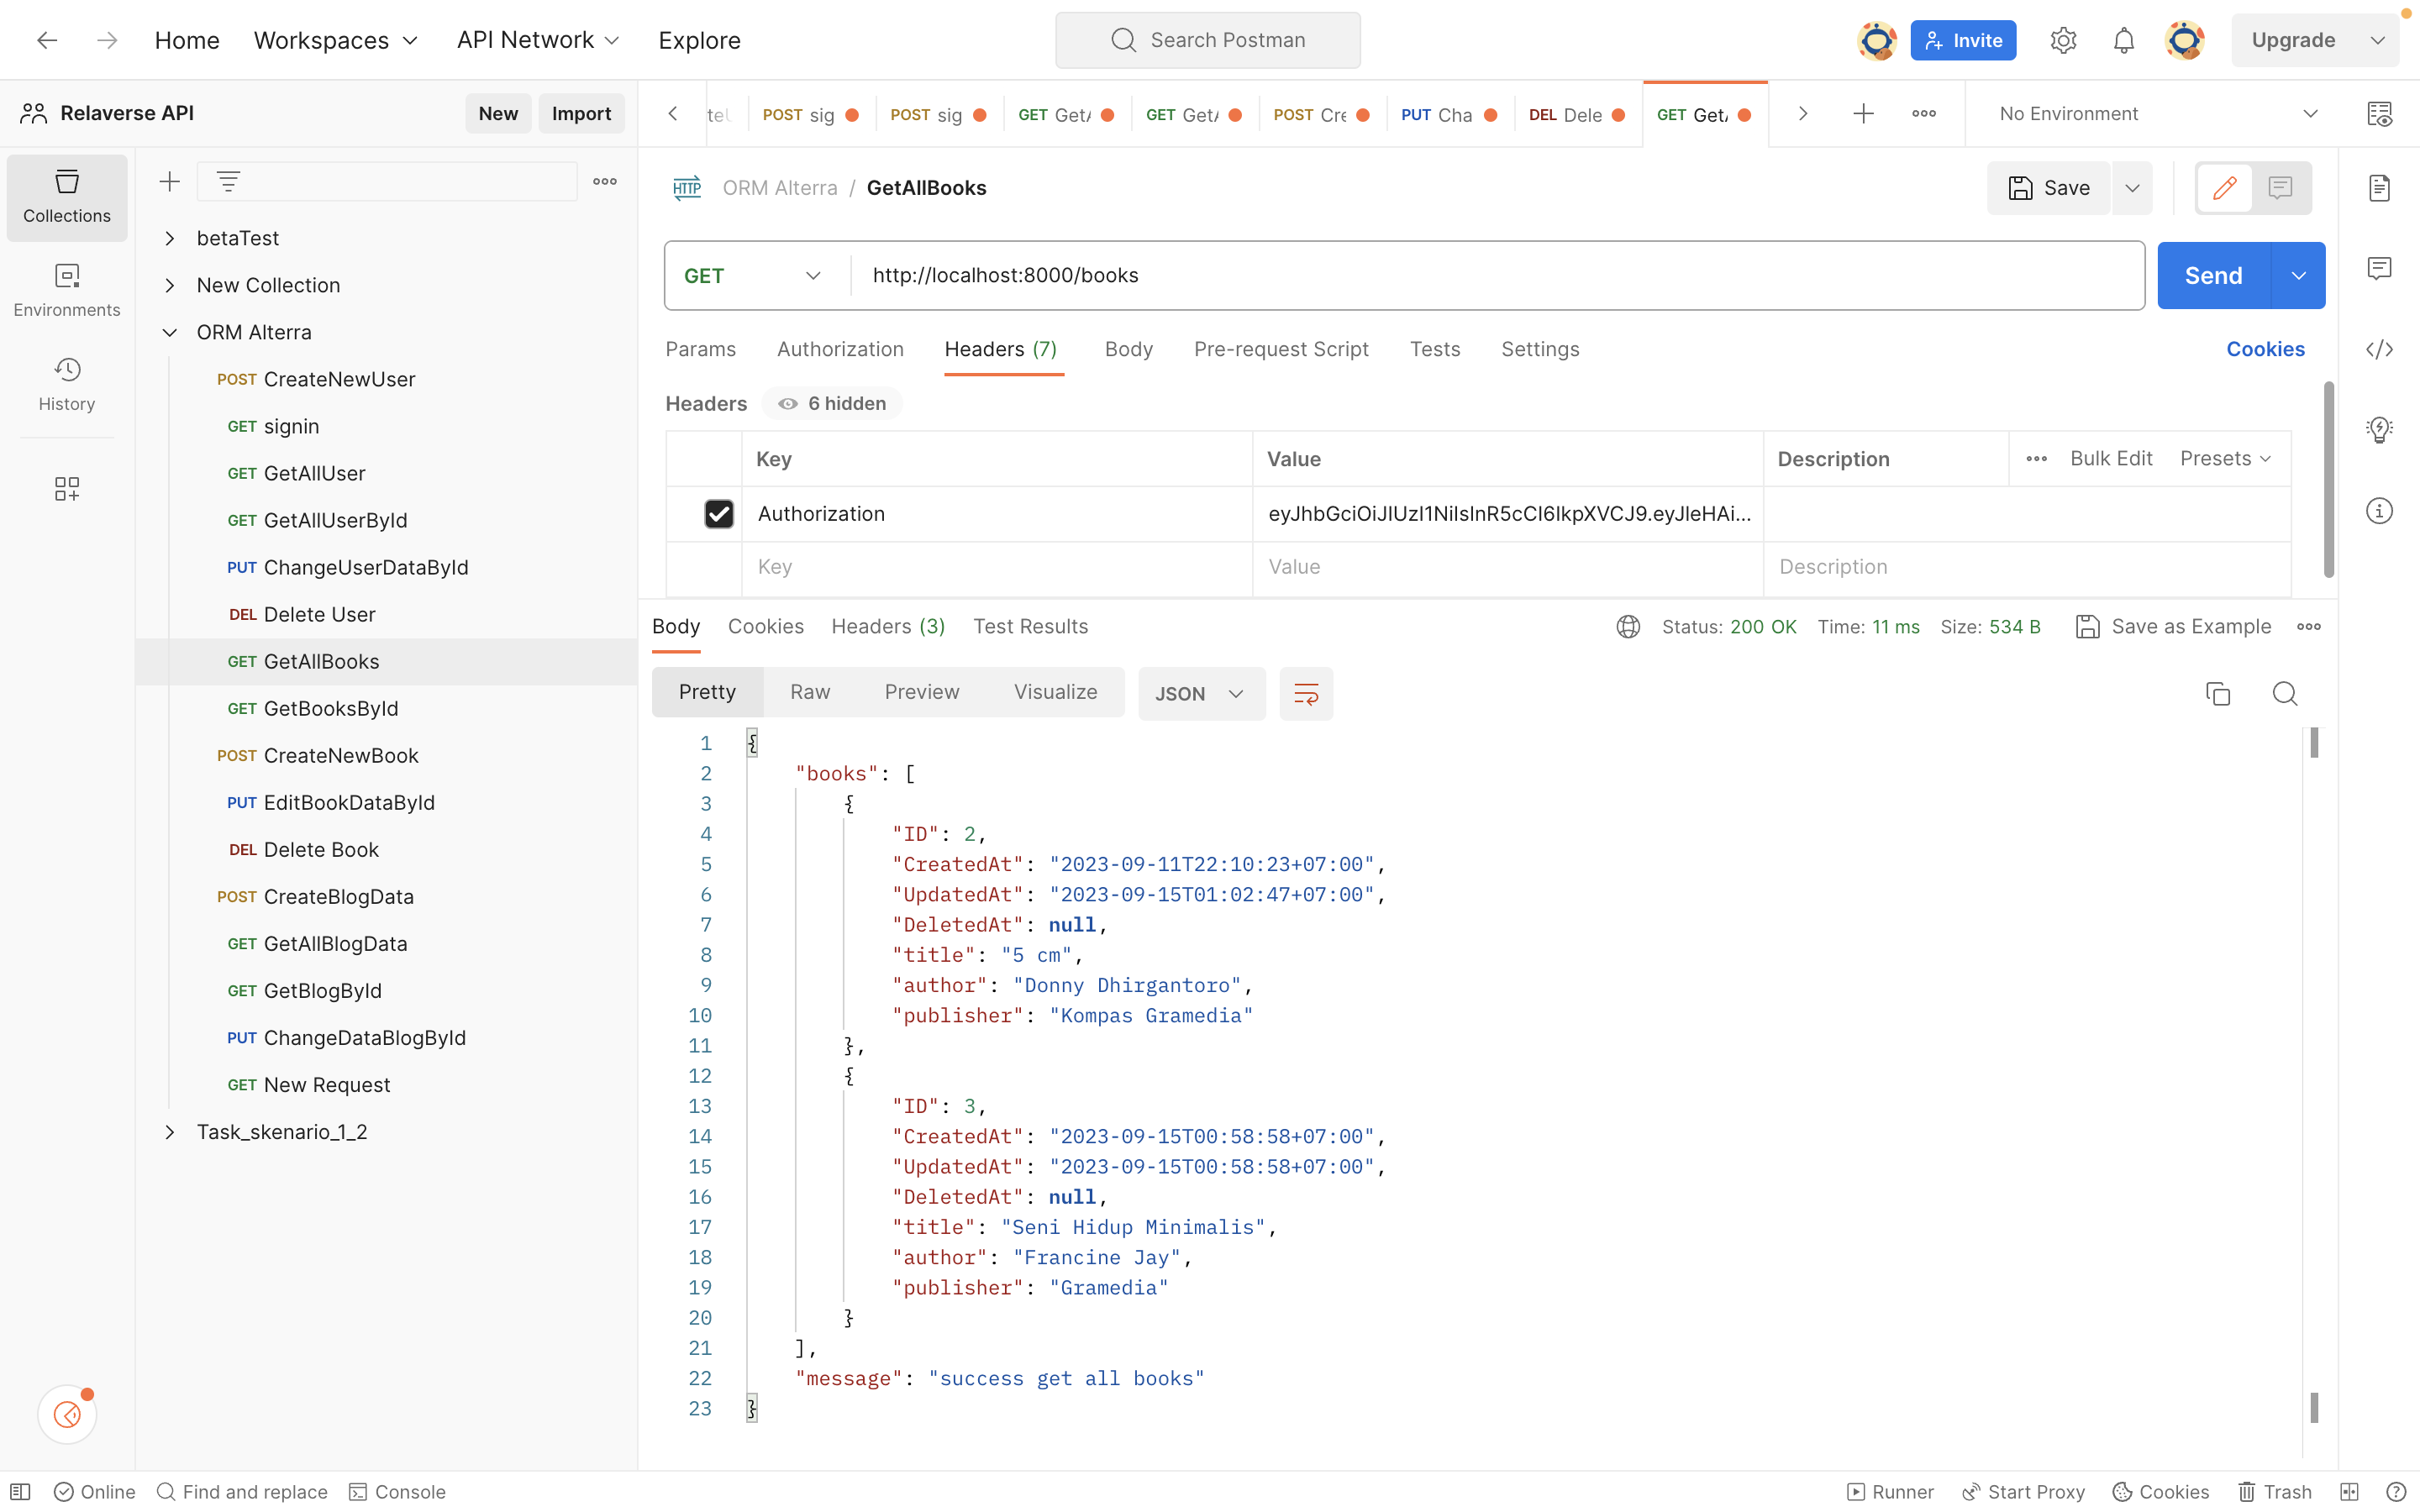 Home Workspaces API Network Explore Search Postman Invite Upgrade
Relaverse API New Import
POST sig POST sig GET Get GET Get POST Cre PUT Cha DEL Dele GET Get No Environment
Collections
Environments
History
betaTest
New Collection
ORM Alterra
POST CreateNewUser
GET signin
GET GetAllUser
GET GetAllUserById
PUT ChangeUserDataById
DEL Delete User
GET GetAllBooks
GET GetBooksById
POST CreateNewBook
PUT EditBookDataById
DEL Delete Book
POST CreateBlogData
GET GetAllBlogData
GET GetBlogById
PUT ChangeDataBlogById
GET New Request
Task_skenario_1_2
HTTP ORM Alterra / GetAllBooks Save
GET http://localhost:8000/books Send
Params Authorization Headers (7) Body Pre-request Script Tests Settings Cookies
Headers 6 hidden
Key Value Description Bulk Edit Presets
Authorization eyJhbGciOiJIUzI1NiIsInR5cCI6IkpXVCJ9.eyJleHAi...
Key Value Description
Body Cookies Headers (3) Test Results Status: 200 OK Time: 11 ms Size: 534 B Save as Example
Pretty Raw Preview Visualize JSON
1 {
2 "books": [
3 {
4 "ID": 2,
5 "CreatedAt": "2023-09-11T22:10:23+07:00",
6 "UpdatedAt": "2023-09-15T01:02:47+07:00",
7 "DeletedAt": null,
8 "title": "5 cm",
9 "author": "Donny Dhirgantoro",
10 "publisher": "Kompas Gramedia"
11 },
12 {
13 "ID": 3,
14 "CreatedAt": "2023-09-15T00:58:58+07:00",
15 "UpdatedAt": "2023-09-15T00:58:58+07:00",
16 "DeletedAt": null,
17 "title": "Seni Hidup Minimalis",
18 "author": "Francine Jay",
19 "publisher": "Gramedia"
20 }
21 ],
22 "message": "success get all books"
23 }
Online Find and replace Console Runner Start Proxy Cookies Trash